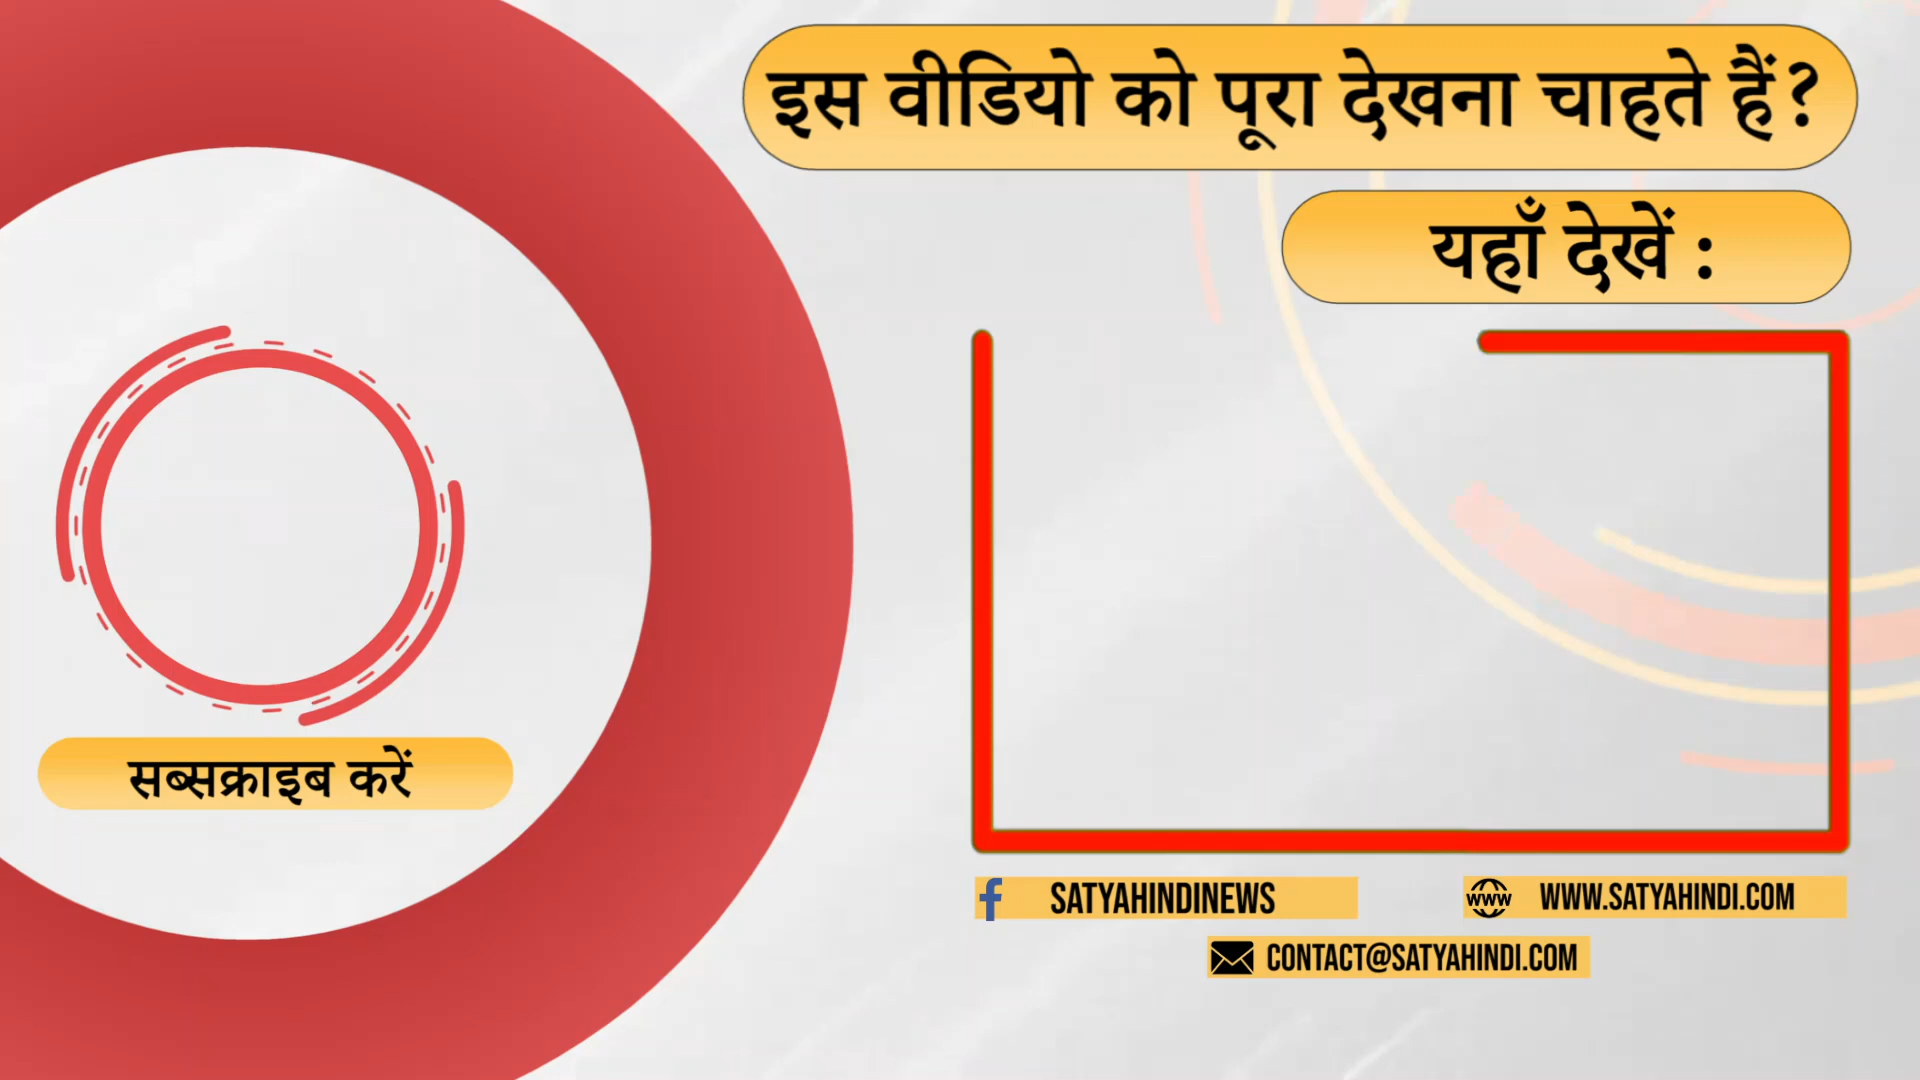 इस वीडियो को पूरा देखना चाहते हैं?
यहाँ देखें :
सब्सक्राइब करें
SATYAHINDINEWS
WWW
WWW.SATYAHINDI.COM
CONTACT@SATYAHINDI.COM